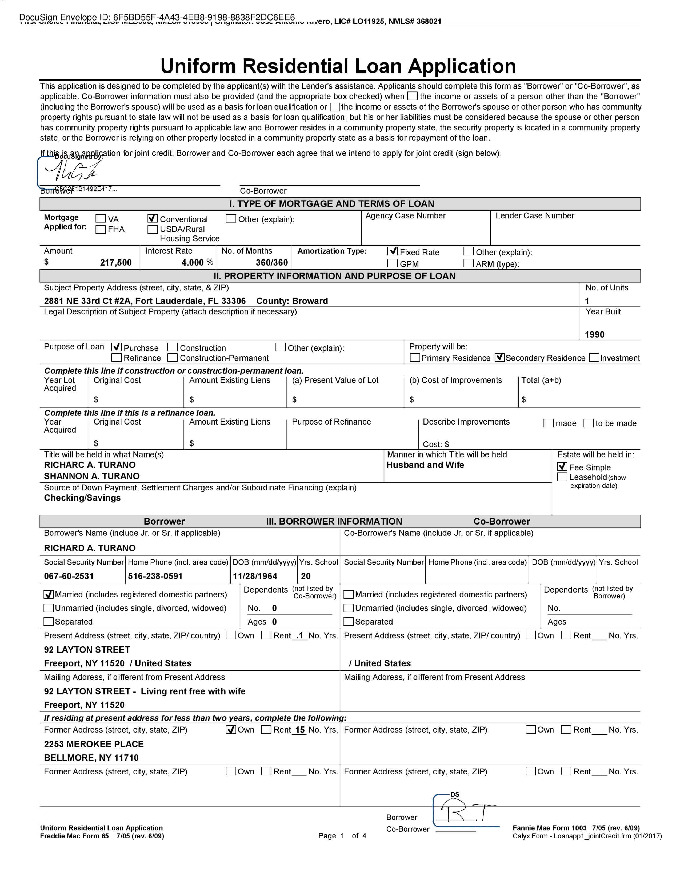 DocuSign Envelope ID: 6F5BD55F-4A43-4EB8-9198-8838F2DC6EE6
Uniform Residential Loan Application
This application is designed to be completed by the applicant(s) with the Lender's assistance. Applicants should complete this form as "Borrower" or "Co-Borrower", as
applicable. Co-Borrower information must also be provided (and the appropriate box checked) when the income or assets of a person other than the "Borrower"
(including the Borrower's spouse) will be used as a basis for loan qualification or the income or assets of the Borrower's spouse or other person who has community
property rights pursuant to state law will not be used as a basis for loan qualification, but his or her liabilities must be considered because the spouse or other person
has community property rights pursuant to applicable law and Borrower resides in a community property state, the security property is located in a community property
state, or the Borrower is relying on other property located in a community property state as a basis for repayment of the loan.
If this is an application for joint credit, Borrower and Co-Borrower each agree that we intend to apply for joint credit (sign below):
Borrower Co-Borrower
I. TYPE OF MORTGAGE AND TERMS OF LOAN
Mortgage Applied for: VA FHA Conventional USDA/Rural Housing Service Other (explain): Agency Case Number Lender Case Number
Amount $ 217,500 Interest Rate 4.000 % No. of Months 360/360 Amortization Type: Fixed Rate GPM Other (explain): ARM (type):
II. PROPERTY INFORMATION AND PURPOSE OF LOAN
Subject Property Address (street, city, state, & ZIP) No. of Units
2881 NE 33rd Ct #2A, Fort Lauderdale, FL 33306 County: Broward 1
Legal Description of Subject Property (attach description if necessary) Year Built
1990
Purpose of Loan Purchase Construction Other (explain): Property will be:
Refinance Construction-Permanent Primary Residence Secondary Residence Investment
Complete this line if construction or construction-permanent loan.
Year Lot Acquired Original Cost Amount Existing Liens (a) Present Value of Lot (b) Cost of Improvements Total (a+b)
$ $ $ $ $
Complete this line if this is a refinance loan.
Year Acquired Original Cost Amount Existing Liens Purpose of Refinance Describe Improvements made to be made
$ $ Cost: $
Title will be held in what Name(s) Manner in which Title will be held Estate will be held in:
RICHARD A. TURANO Husband and Wife Fee Simple
SHANNON A. TURANO Leasehold (show expiration date)
Source of Down Payment, Settlement Charges and/or Subordinate Financing (explain)
Checking/Savings
Borrower III. BORROWER INFORMATION Co-Borrower
Borrower's Name (include Jr. or Sr. if applicable) Co-Borrower's Name (include Jr. or Sr. if applicable)
RICHARD A. TURANO
Social Security Number Home Phone (incl. area code) DOB (mm/dd/yyyy) Yrs. School Social Security Number Home Phone (incl. area code) DOB (mm/dd/yyyy) Yrs. School
067-60-2531 516-238-0591 11/28/1964 20
Married (includes registered domestic partners) Dependents (not listed by Co-Borrower) Married (includes registered domestic partners) Dependents (not listed by Borrower)
Unmarried (includes single, divorced, widowed) No. 0 Unmarried (includes single, divorced, widowed) No.
Separated Ages 0 Separated Ages
Present Address (street, city, state, ZIP/ country) Own Rent .1 No. Yrs. Present Address (street, city, state, ZIP/ country) Own Rent No. Yrs.
92 LAYTON STREET
Freeport, NY 11520 / United States / United States
Mailing Address, if different from Present Address Mailing Address, if different from Present Address
92 LAYTON STREET - Living rent free with wife
Freeport, NY 11520
If residing at present address for less than two years, complete the following:
Former Address (street, city, state, ZIP) Own Rent 15 No. Yrs. Former Address (street, city, state, ZIP) Own Rent No. Yrs.
2253 MEROKEE PLACE
BELLMORE, NY 11710
Former Address (street, city, state, ZIP) Own Rent No. Yrs. Former Address (street, city, state, ZIP) Own Rent No. Yrs.
DS
Borrower RT
Co-Borrower
Uniform Residential Loan Application Fannie Mae Form 1003 7/05 (rev. 6/09)
Freddie Mac Form 65 7/05 (rev. 6/09) Page 1 of 4 Calyx Form - Loanapp1_jointCredit.frm (01/2017)